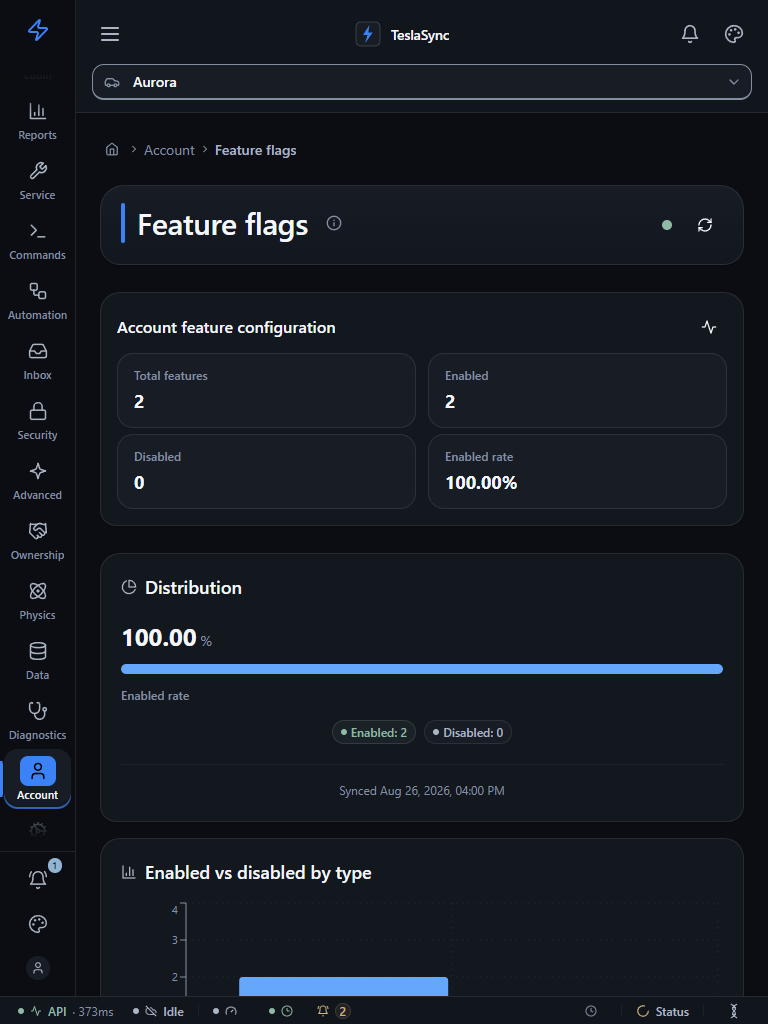 TeslaSync
Aurora
Reports
Service
Commands
Automation
Inbox
Security
Advanced
Ownership
Physics
Data
Diagnostics
Account
1
Account
Feature flags
Feature flags
Account feature configuration
Total features
2
Enabled
2
Disabled
0
Enabled rate
100.00%
Distribution
100.00 %
Enabled rate
Enabled: 2
Disabled: 0
Synced Aug 26, 2026, 04:00 PM
Enabled vs disabled by type
4
3
2
API · 373ms
Idle
2
Status